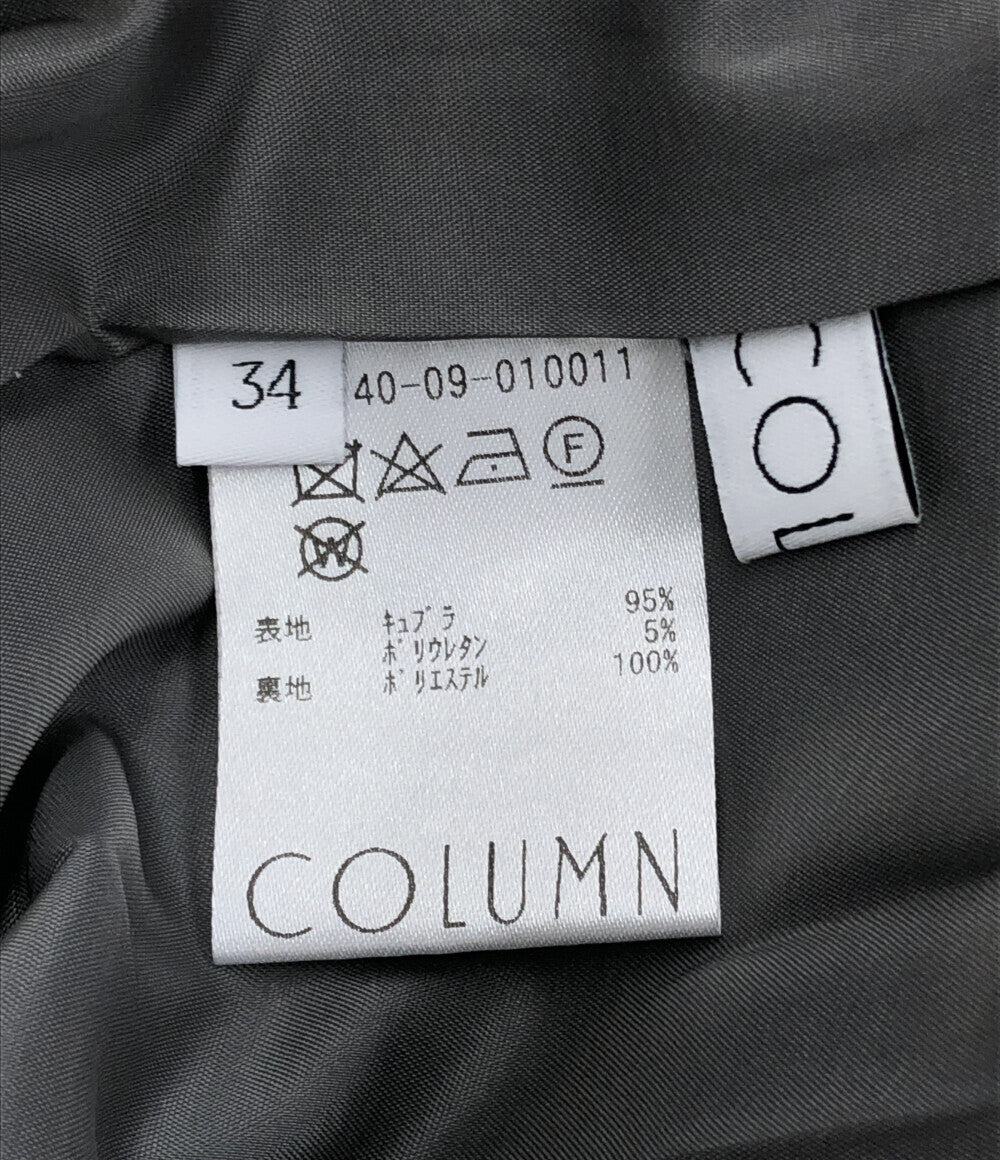 34
40-09-010011
F
W
表地 キュプラ 95%
ポリウレタン 5%
裏地 ポリエステル 100%
COLUMN
COL